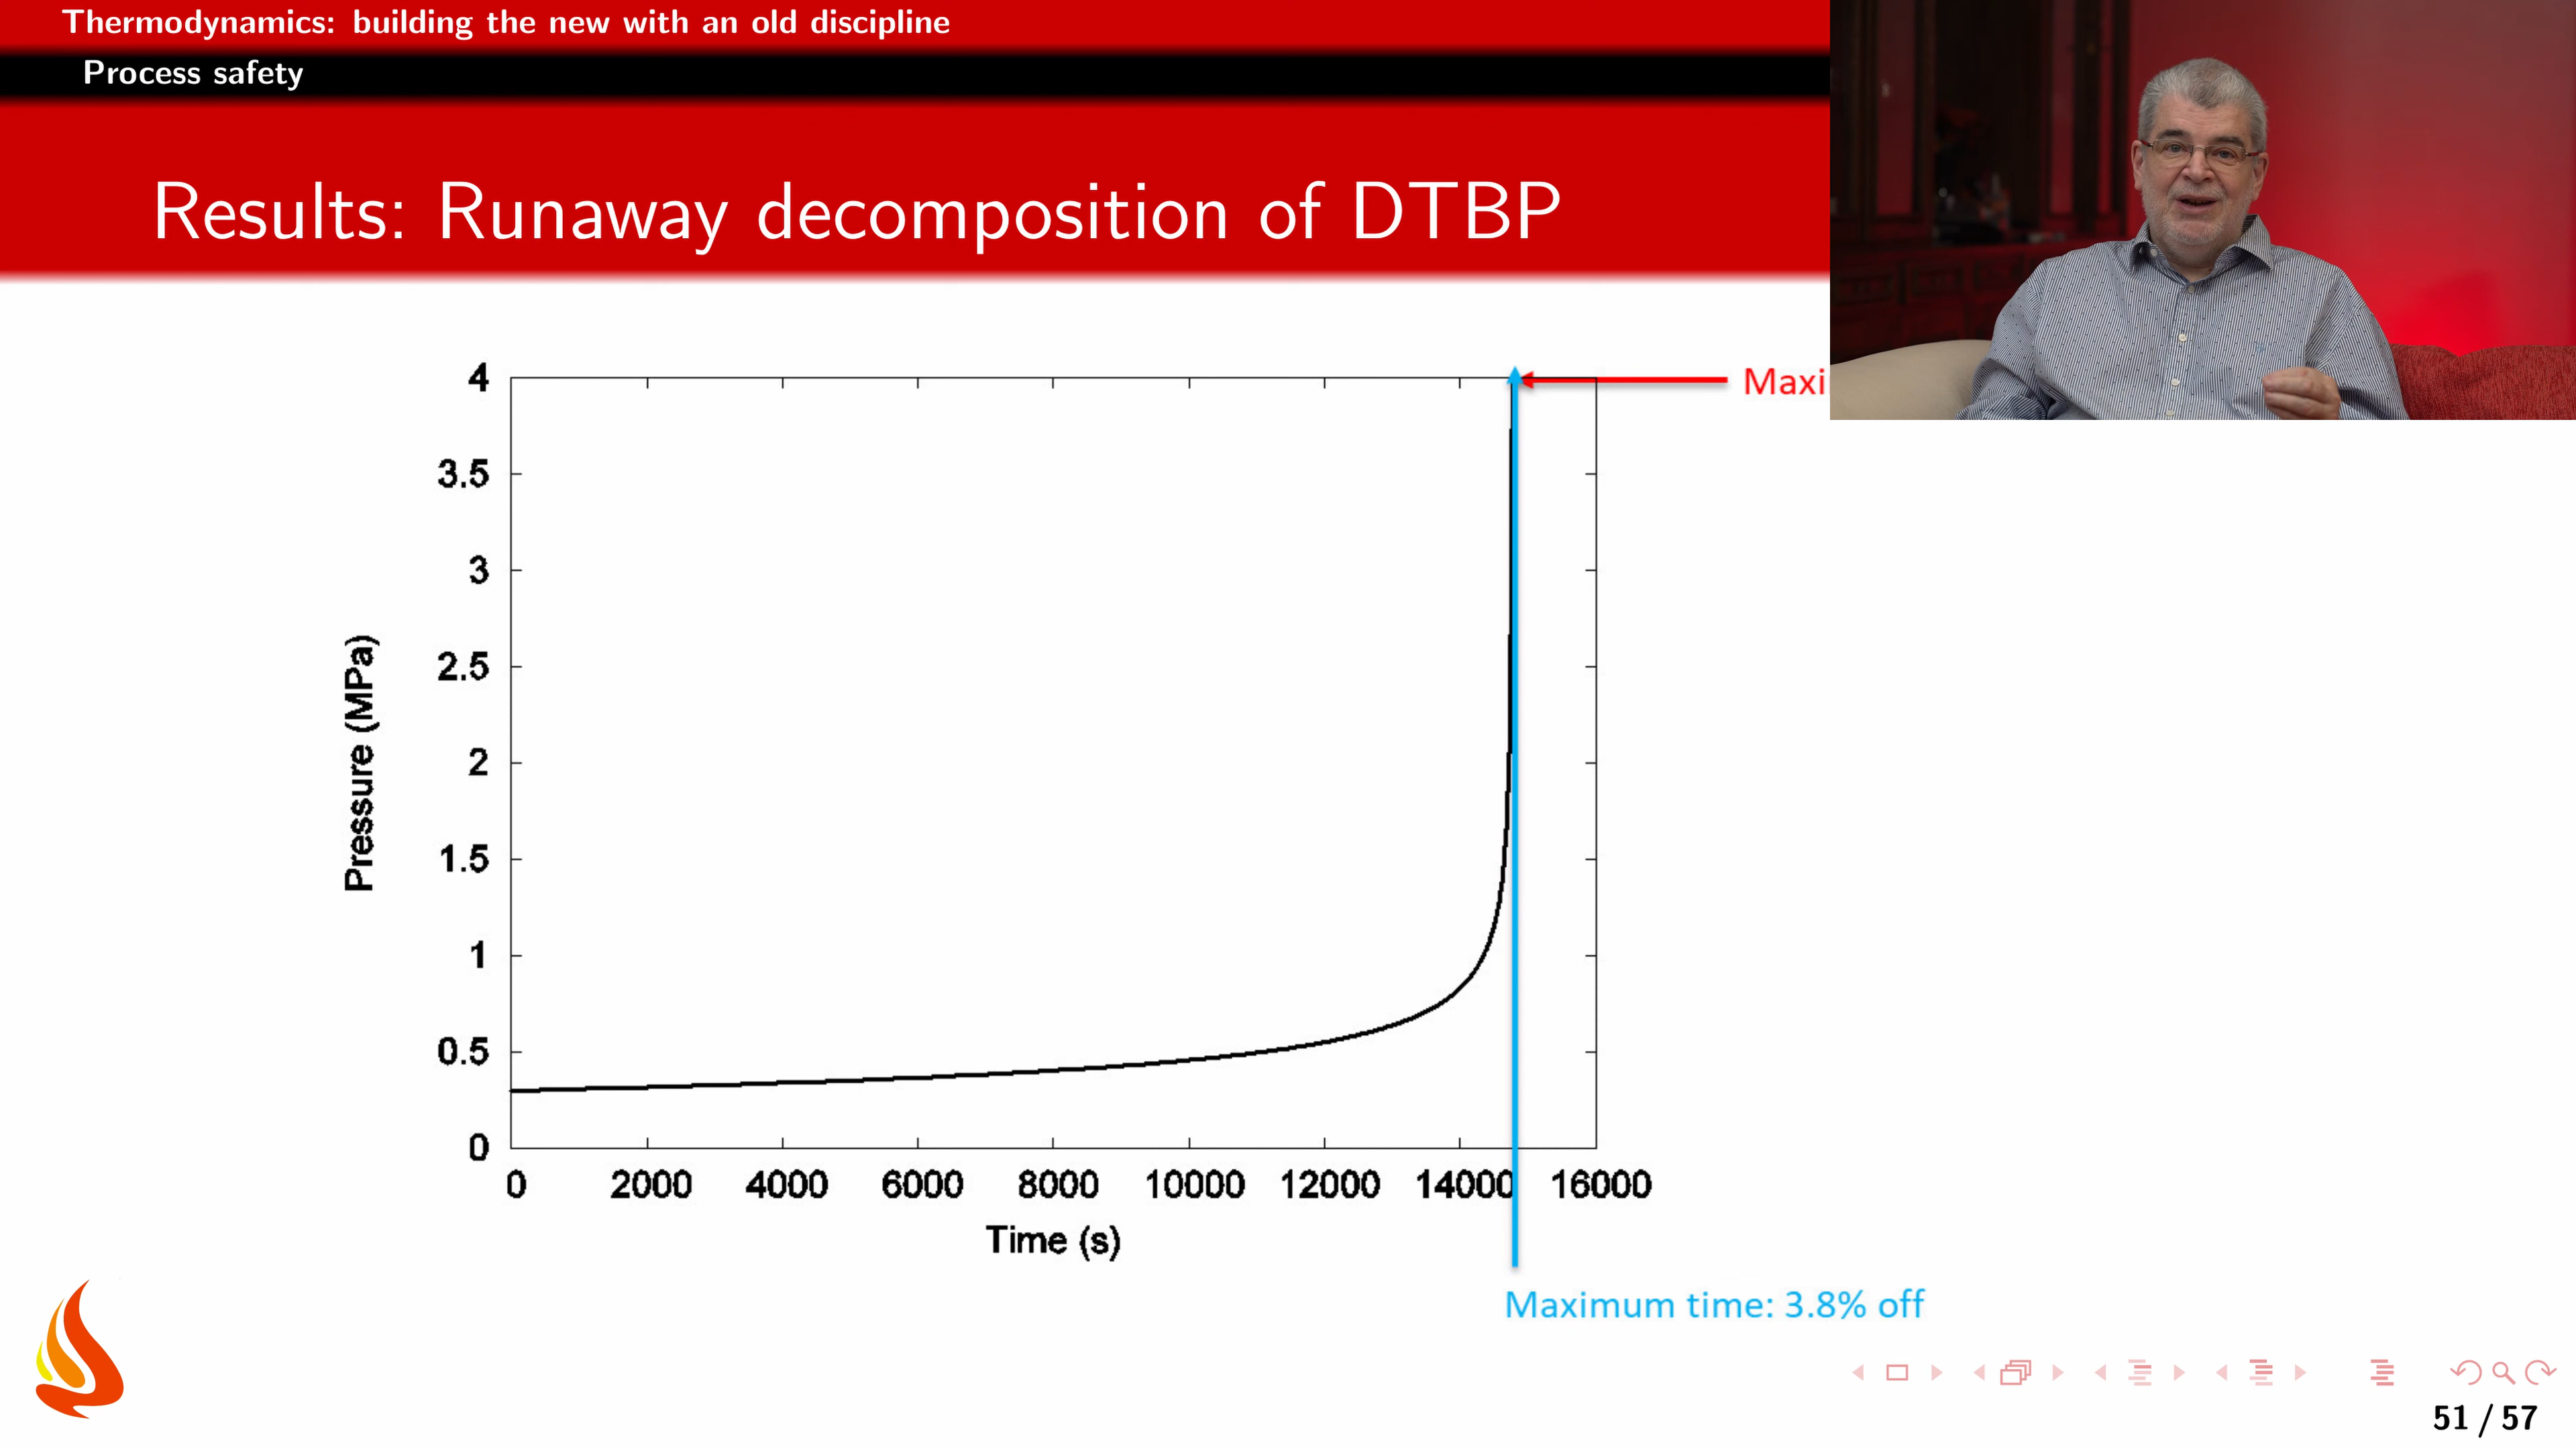 Thermodynamics: building the new with an old discipline
Process safety
Results: Runaway decomposition of DTBP
4
3.5
3
2.5
2
1.5
1
0.5
0
Pressure (MPa)
Maxi
0 2000 4000 6000 8000 10000 12000 14000 16000
Time (s)
Maximum time: 3.8% off
51 / 57